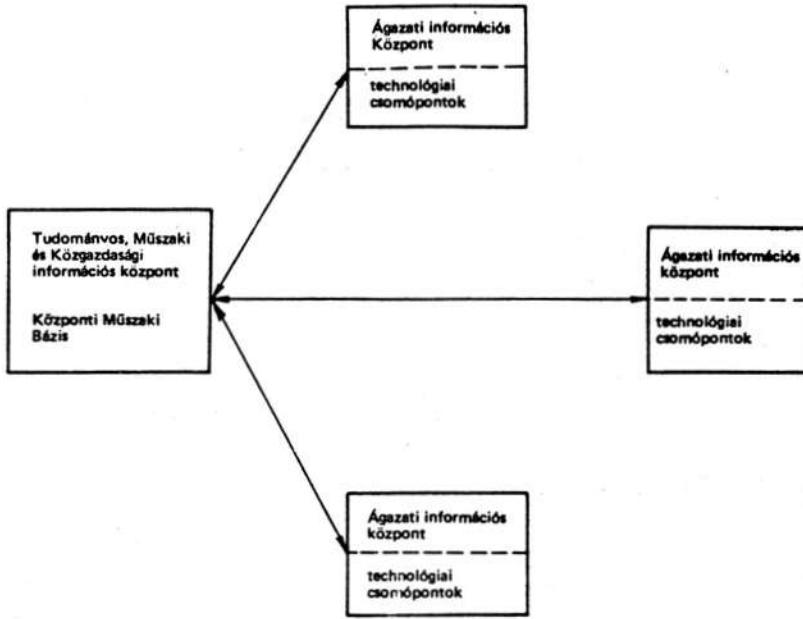 Ágazati információs
Központ
technológiai
csomópontok
Tudományos, Műszaki
és Közgazdasági
információs központ
Központi Műszaki
Bázis
Ágazati információs
központ
technológiai
csomópontok
Ágazati információs
központ
technológiai
csomópontok